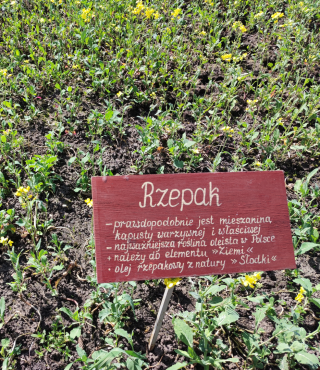 Rzepak
- prawdopodobnie jest mieszaniną
kapusty warzywnej i właściwej
- najważniejsza roślina oleista w Polsce
+ należy do elementu »Ziemi«
• olej rzepakowy z natury »Słodki«